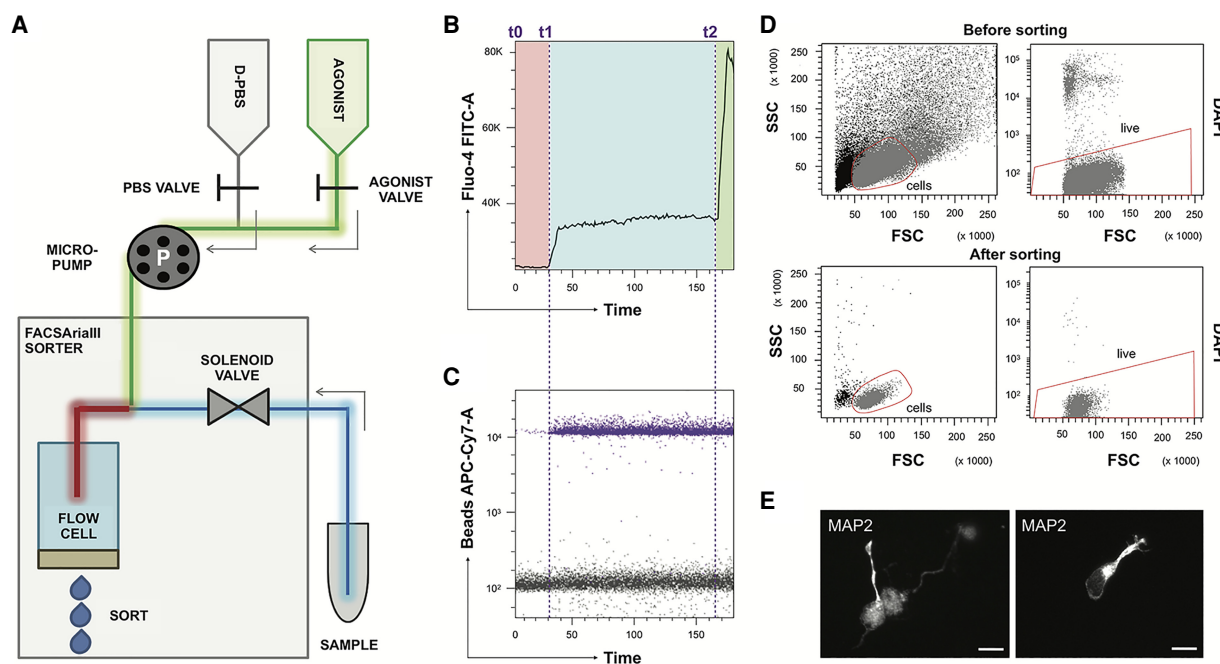 A
D-PBS
AGONIST
PBS VALVE
AGONIST
VALVE
MICRO-
PUMP
P
FACSAriaIII
SORTER
SOLENOID
VALVE
FLOW
CELL
SORT
SAMPLE
B
t0 t1 t2
80K
60K
40K
Fluo-4 FITC-A
0 50 100 150
Time
C
10⁴
10³
10²
Beads APC-Cy7-A
0 50 100 150
Time
D
Before sorting
SSC (x 1000)
250
200
150
100
50
cells
50 100 150 200 250
FSC (x 1000)
10⁵
10⁴
10³
10²
live
DAPI
50 100 150 200 250
FSC (x 1000)
After sorting
SSC (x 1000)
250
200
150
100
50
cells
50 100 150 200 250
FSC (x 1000)
10⁵
10⁴
10³
10²
live
DAPI
50 100 150 200 250
FSC (x 1000)
E
MAP2
MAP2